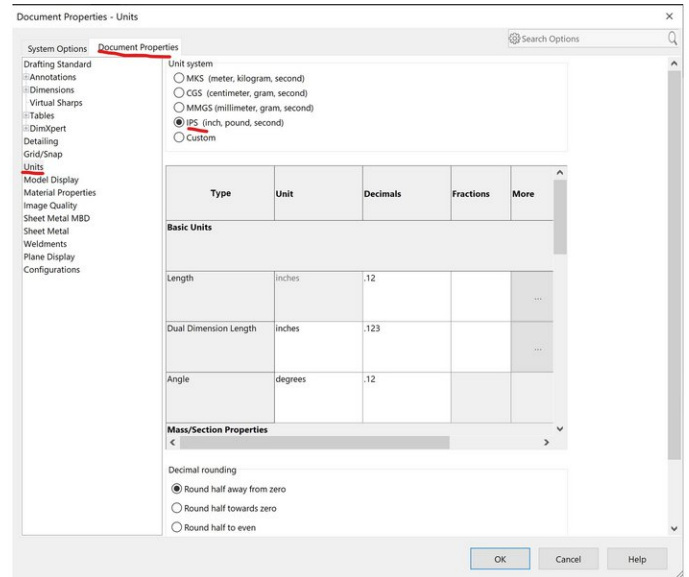 Document Properties - Units
Search Options
System Options Document Properties
Drafting Standard
Annotations
Dimensions
Virtual Sharps
Tables
DimXpert
Detailing
Grid/Snap
Units
Model Display
Material Properties
Image Quality
Sheet Metal MBD
Sheet Metal
Weldments
Plane Display
Configurations
Unit system
MKS (meter, kilogram, second)
CGS (centimeter, gram, second)
MMGS (millimeter, gram, second)
IPS (inch, pound, second)
Custom
Type Unit Decimals Fractions More
Basic Units
Length inches .12 ...
Dual Dimension Length inches .123 ...
Angle degrees .12
Mass/Section Properties
Decimal rounding
Round half away from zero
Round half towards zero
Round half to even
OK Cancel Help